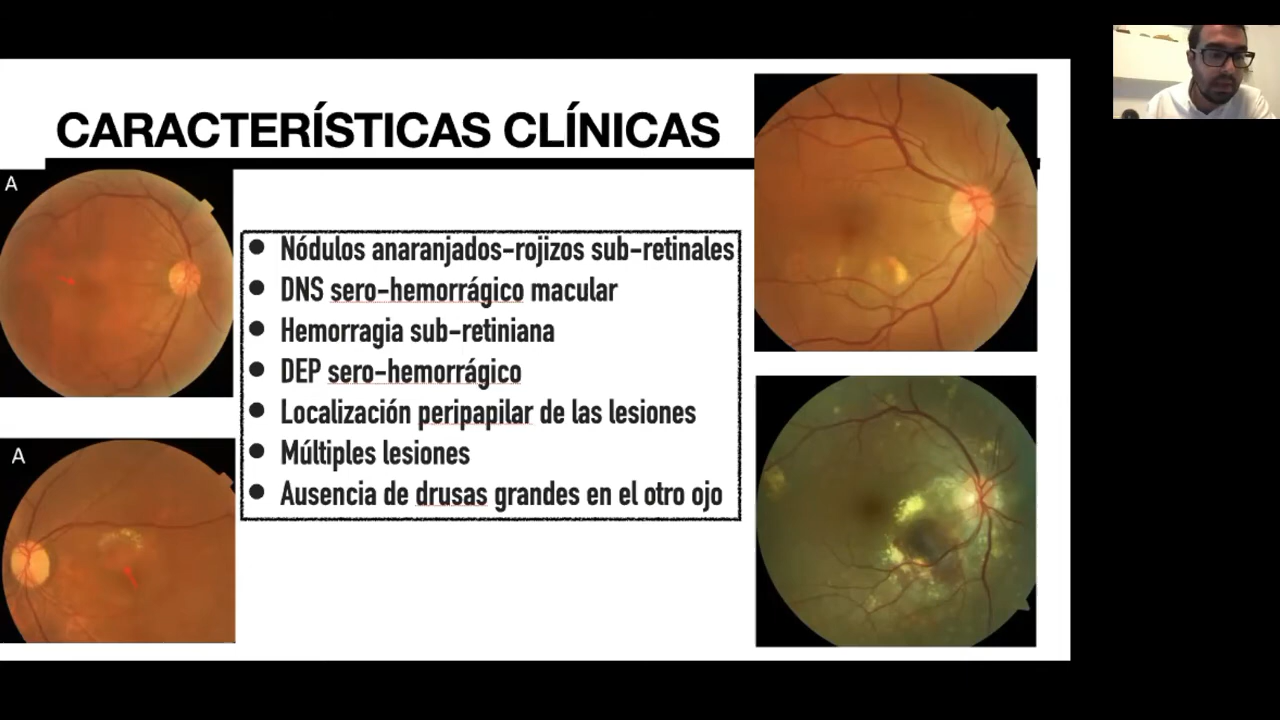 CARACTERÍSTICAS CLÍNICAS
A
● Nódulos anaranjados-rojizos sub-retinales
● DNS sero-hemorrágico macular
● Hemorragia sub-retiniana
● DEP sero-hemorrágico
● Localización peripapilar de las lesiones
● Múltiples lesiones
● Ausencia de drusas grandes en el otro ojo
A